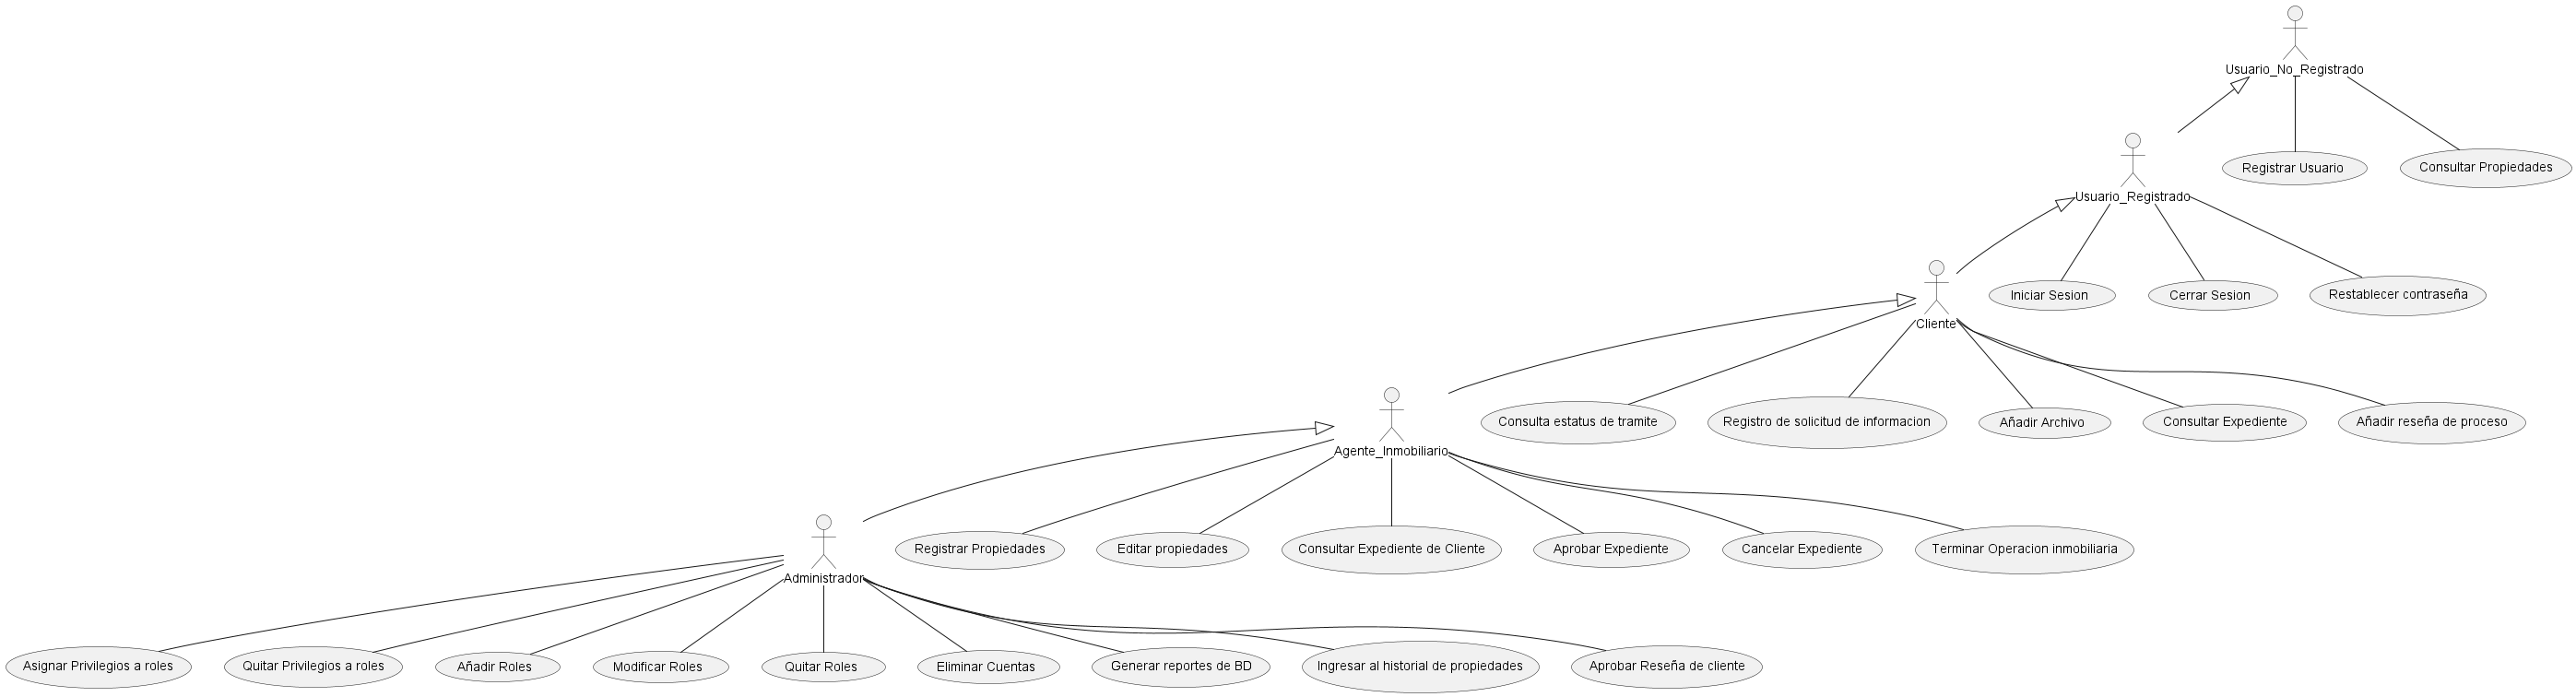 Usuario_No_Registrado
Registrar Usuario
Consultar Propiedades
Usuario_Registrado
Iniciar Sesion
Cerrar Sesion
Restablecer contraseña
Cliente
Consulta estatus de tramite
Registro de solicitud de informacion
Añadir Archivo
Consultar Expediente
Añadir reseña de proceso
Agente_Inmobiliario
Registrar Propiedades
Editar propiedades
Consultar Expediente de Cliente
Aprobar Expediente
Cancelar Expediente
Terminar Operacion inmobiliaria
Administrador
Asignar Privilegios a roles
Quitar Privilegios a roles
Añadir Roles
Modificar Roles
Quitar Roles
Eliminar Cuentas
Generar reportes de BD
Ingresar al historial de propiedades
Aprobar Reseña de cliente